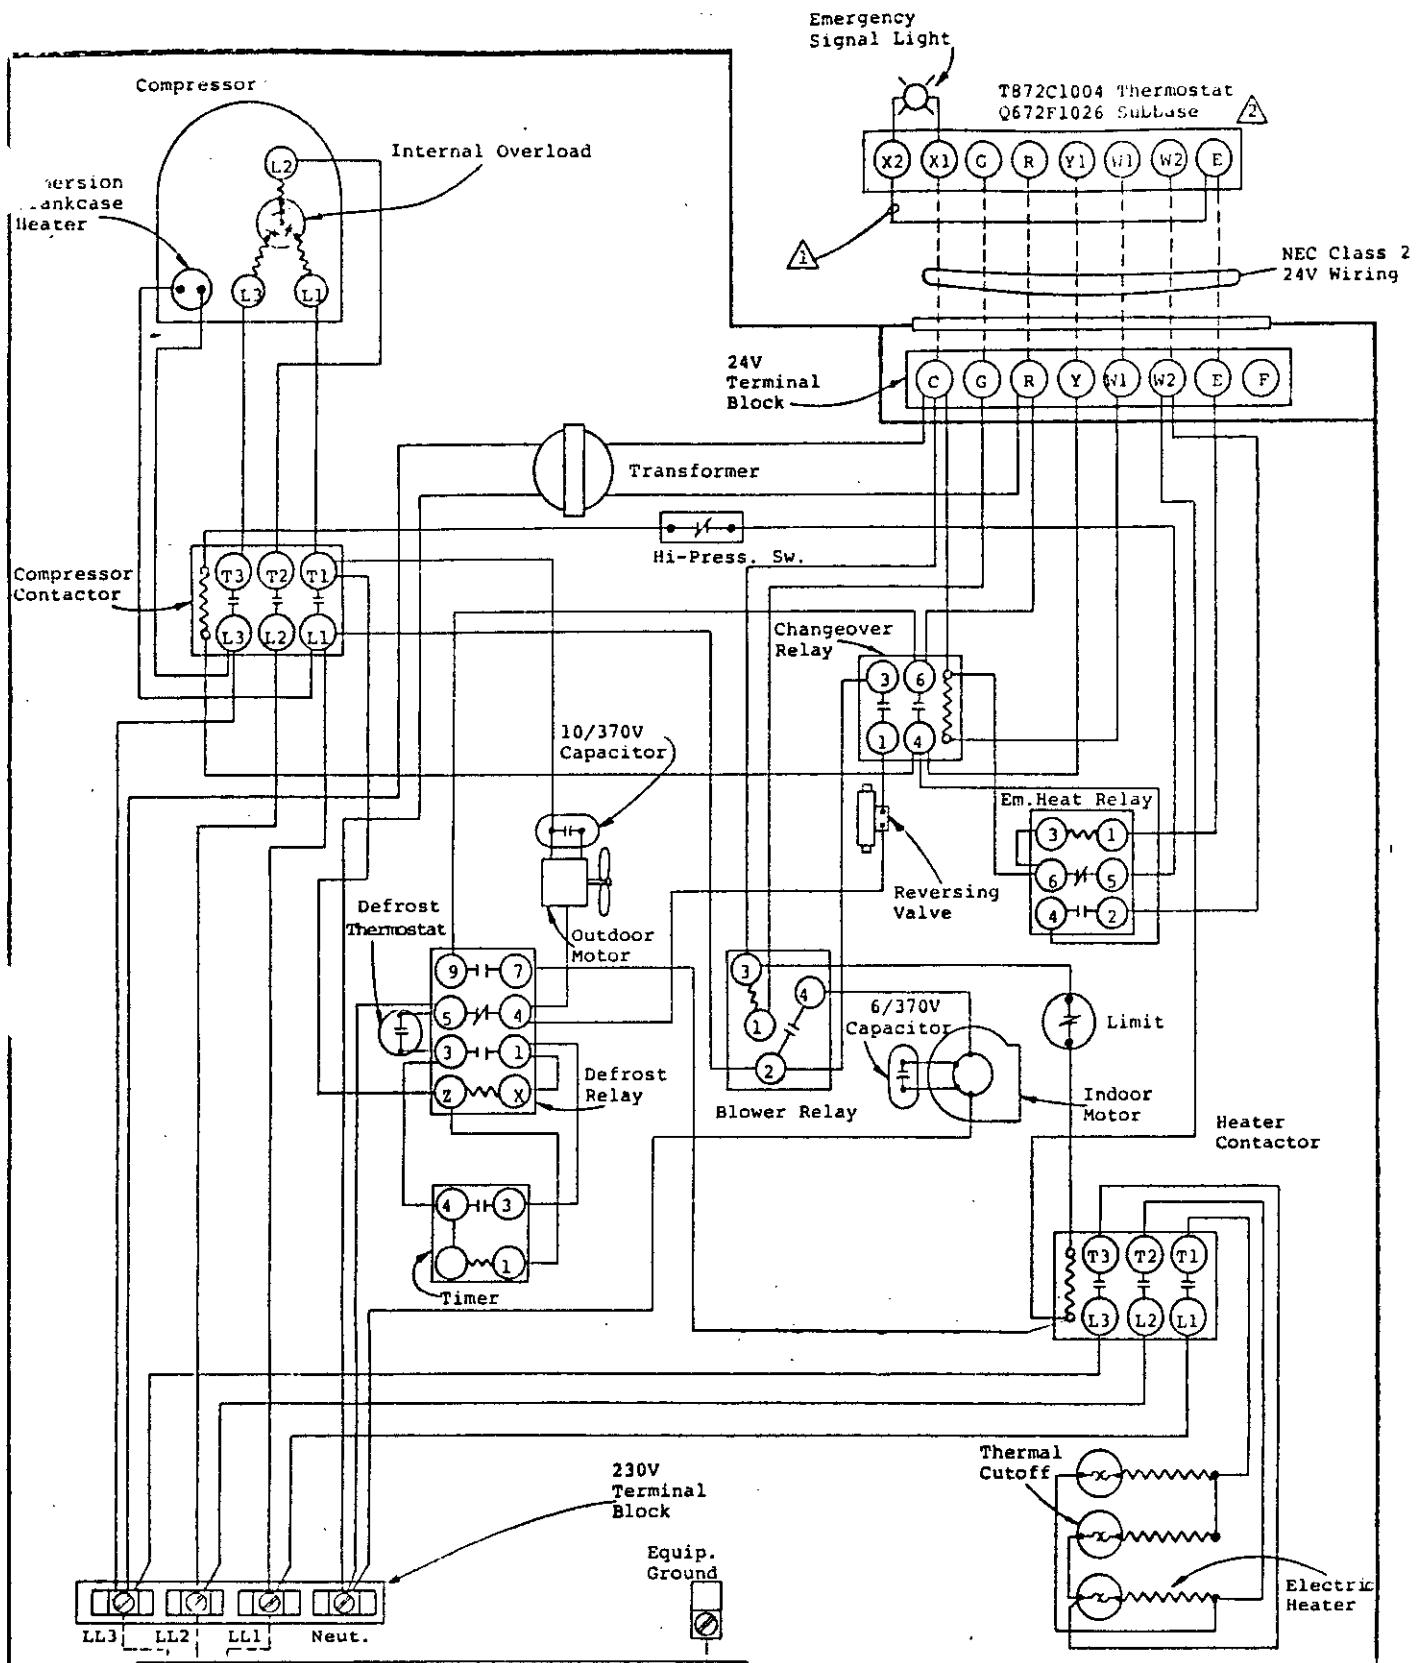 Emergency
Signal Light
T872C1004 Thermostat
Q672F1026 Subbase
2
Compressor
Internal Overload
L2
Heater
L3
L1
X2
X1
G
R
Y1
W1
W2
E
1
NEC Class 2
24V Wiring
24V
Terminal
Block
C
G
R
Y
W1
W2
E
F
Transformer
Hi-Press. Sw.
Compressor
Contactor
T3
T2
T1
L3
L2
L1
Changeover
Relay
3
6
1
4
10/370V
Capacitor
Em.Heat Relay
3
1
6
5
4
2
Reversing
Valve
Defrost
Thermostat
Outdoor
Motor
9
7
5
4
3
1
Z
X
Defrost
Relay
3
4
1
2
Blower Relay
6/370V
Capacitor
Limit
Indoor
Motor
Heater
Contactor
4
3
1
Timer
T3
T2
T1
L3
L2
L1
230V
Terminal
Block
Thermal
Cutoff
Equip.
Ground
Electric
Heater
LL3
LL2
LL1
Neut.